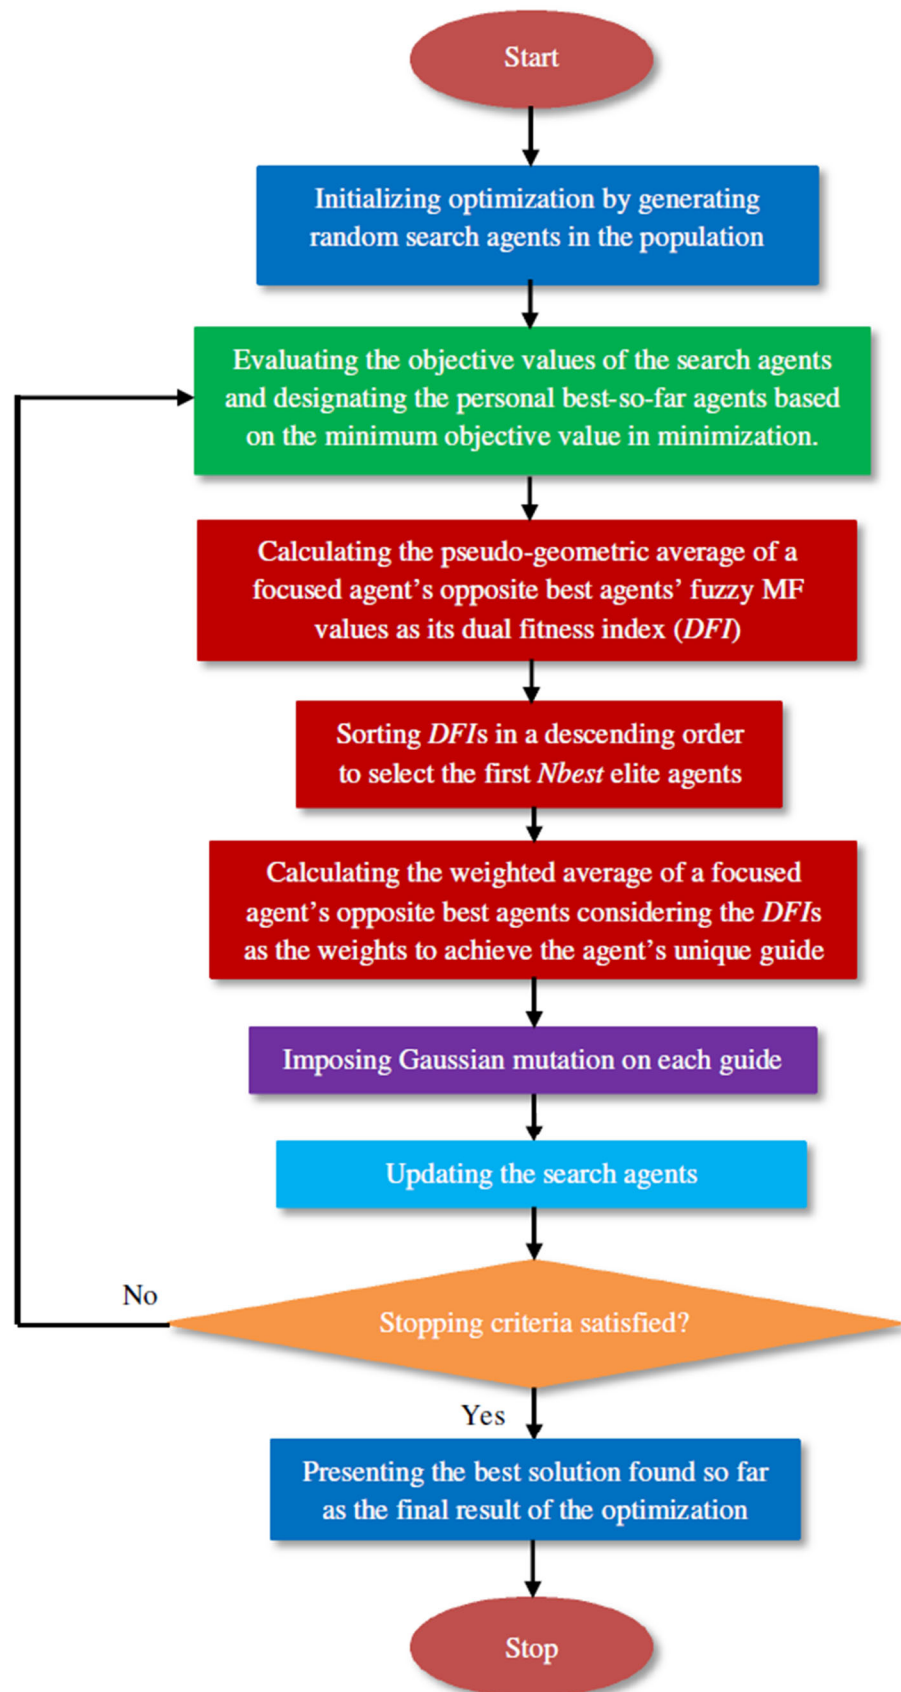 Start
Initializing optimization by generating
random search agents in the population
Evaluating the objective values of the search agents
and designating the personal best-so-far agents based
on the minimum objective value in minimization.
Calculating the pseudo-geometric average of a
focused agent’s opposite best agents’ fuzzy MF
values as its dual fitness index (DFI)
Sorting DFIs in a descending order
to select the first Nbest elite agents
Calculating the weighted average of a focused
agent’s opposite best agents considering the DFIs
as the weights to achieve the agent’s unique guide
Imposing Gaussian mutation on each guide
Updating the search agents
No
Stopping criteria satisfied?
Yes
Presenting the best solution found so far
as the final result of the optimization
Stop